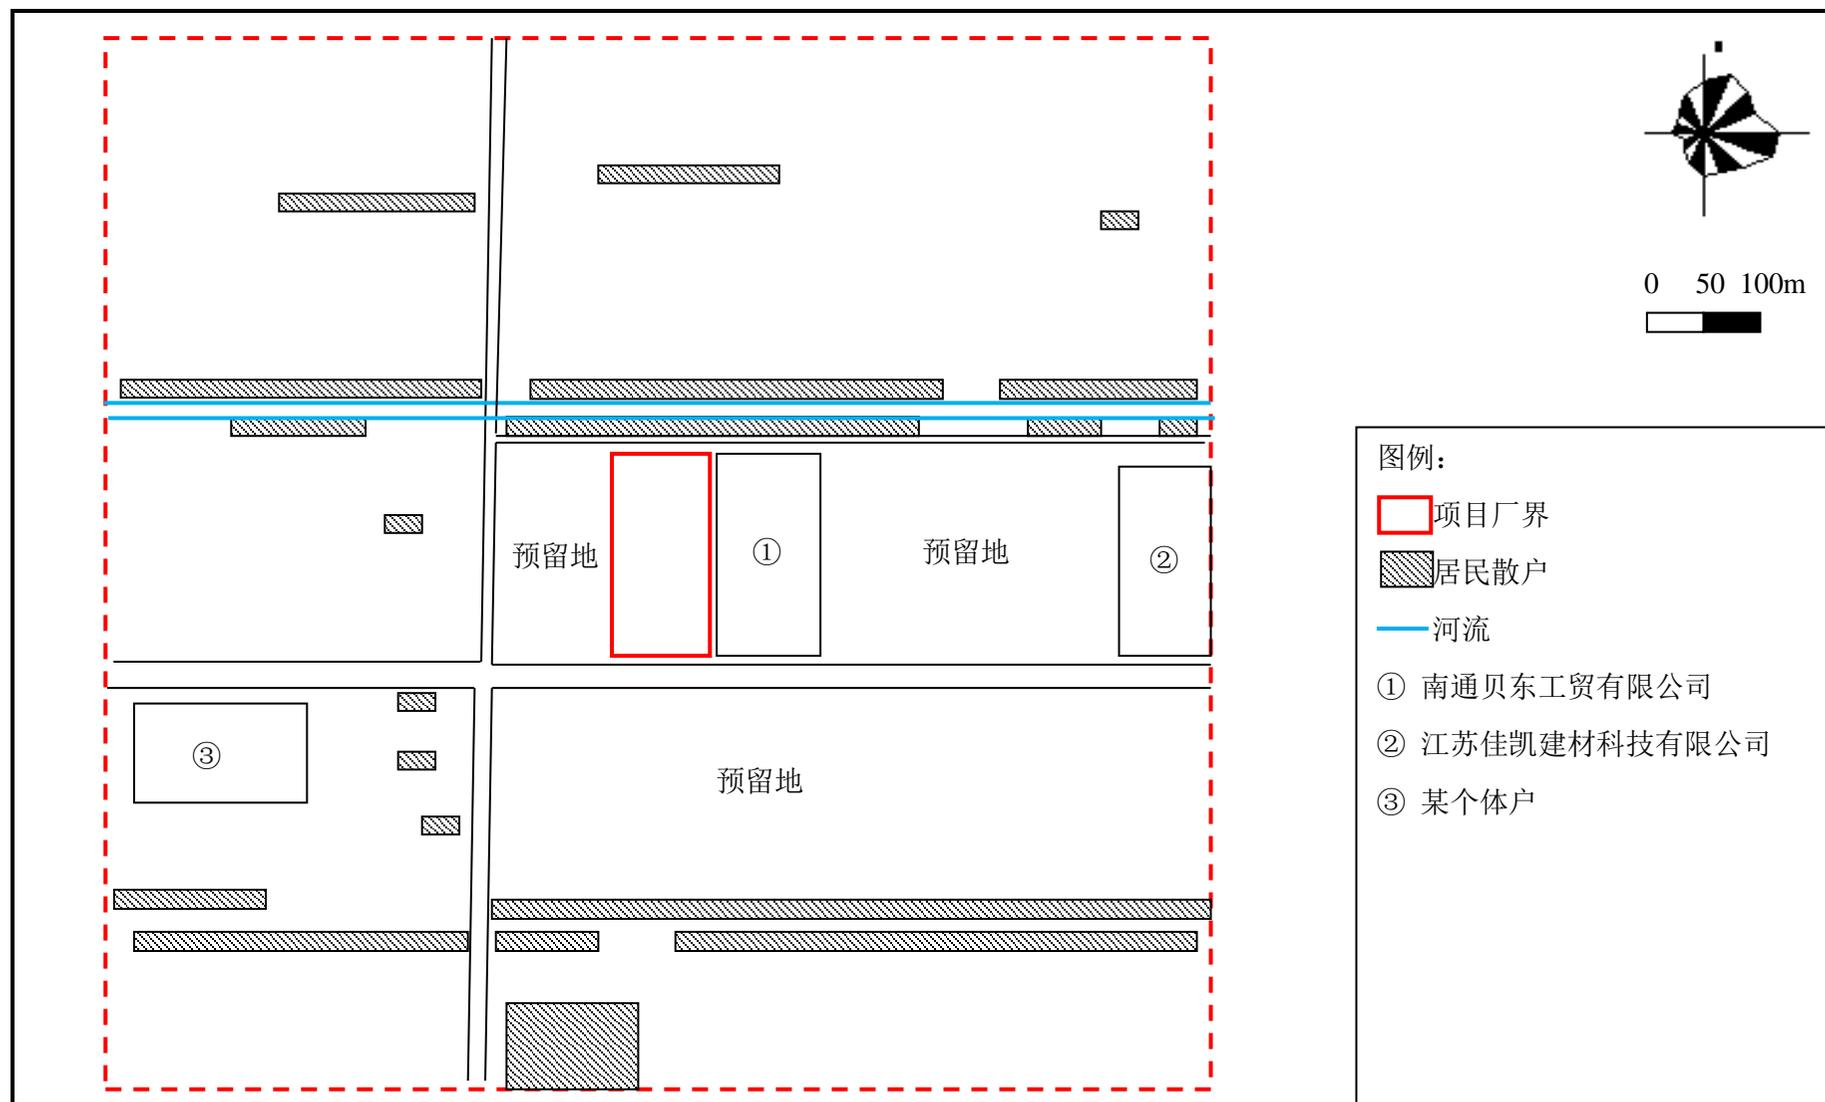 0 50 100m
图例：
项目厂界
居民散户
河流
① 南通贝东工贸有限公司
② 江苏佳凯建材科技有限公司
③ 某个体户
预留地
①
预留地
②
③
预留地